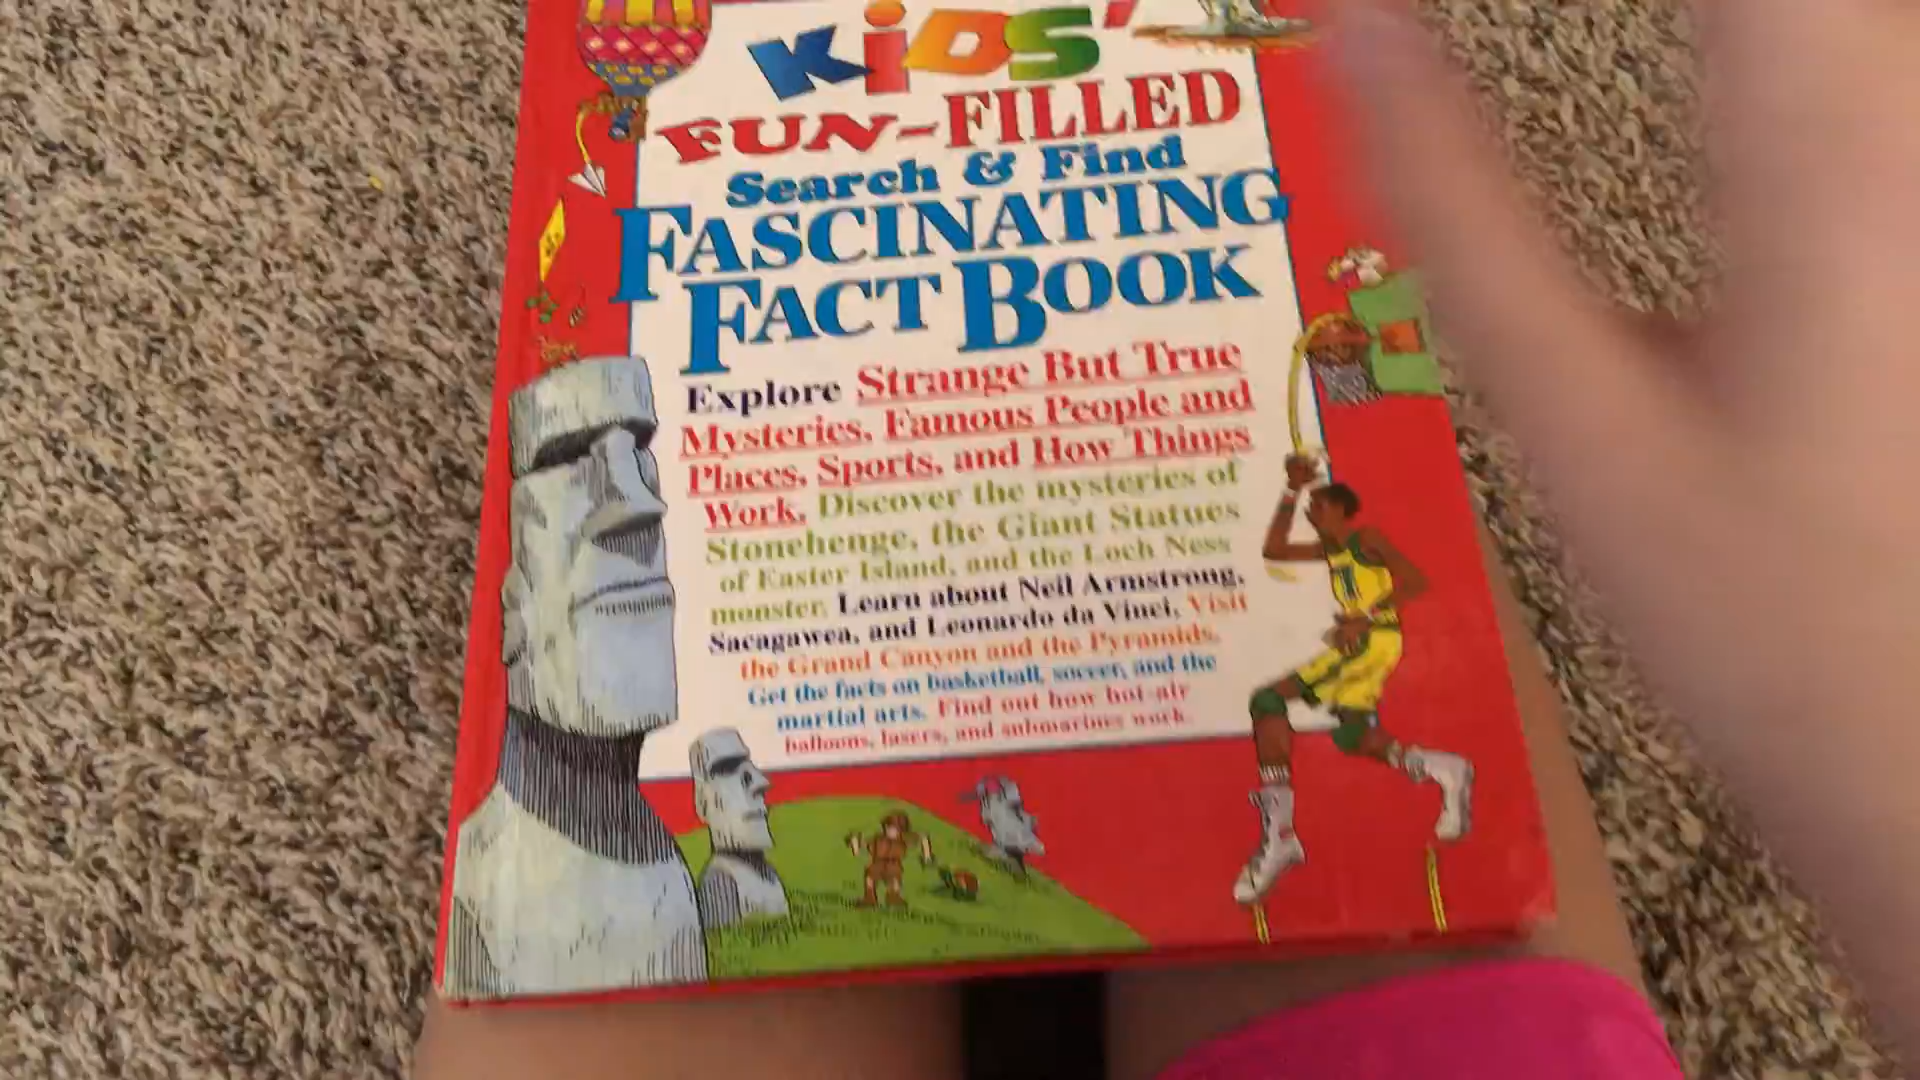 KiDS'
FUN-FILLED
Search & Find
FASCINATING
FACT BOOK
Explore Strange But True
Mysteries, Famous People and
Places, Sports, and How Things
Work. Discover the mysteries of
Stonehenge, the Giant Statues
of Easter Island, and the Loch Ness
monster. Learn about Neil Armstrong,
Sacagawea, and Leonardo da Vinci. Visit
the Grand Canyon and the Pyramids.
Get the facts on basketball, soccer, and the
martial arts. Find out how hot-air
balloons, lasers, and submarines work.